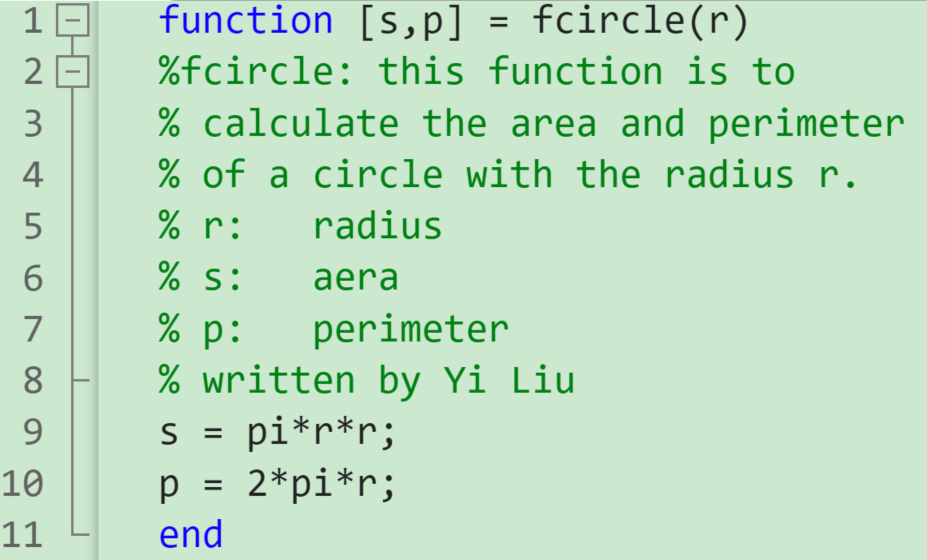 1 function [s,p] = fcircle(r)
2 %fcircle: this function is to
3 % calculate the area and perimeter
4 % of a circle with the radius r.
5 % r:   radius
6 % s:   aera
7 % p:   perimeter
8 % written by Yi Liu
9 s = pi*r*r;
10 p = 2*pi*r;
11 end